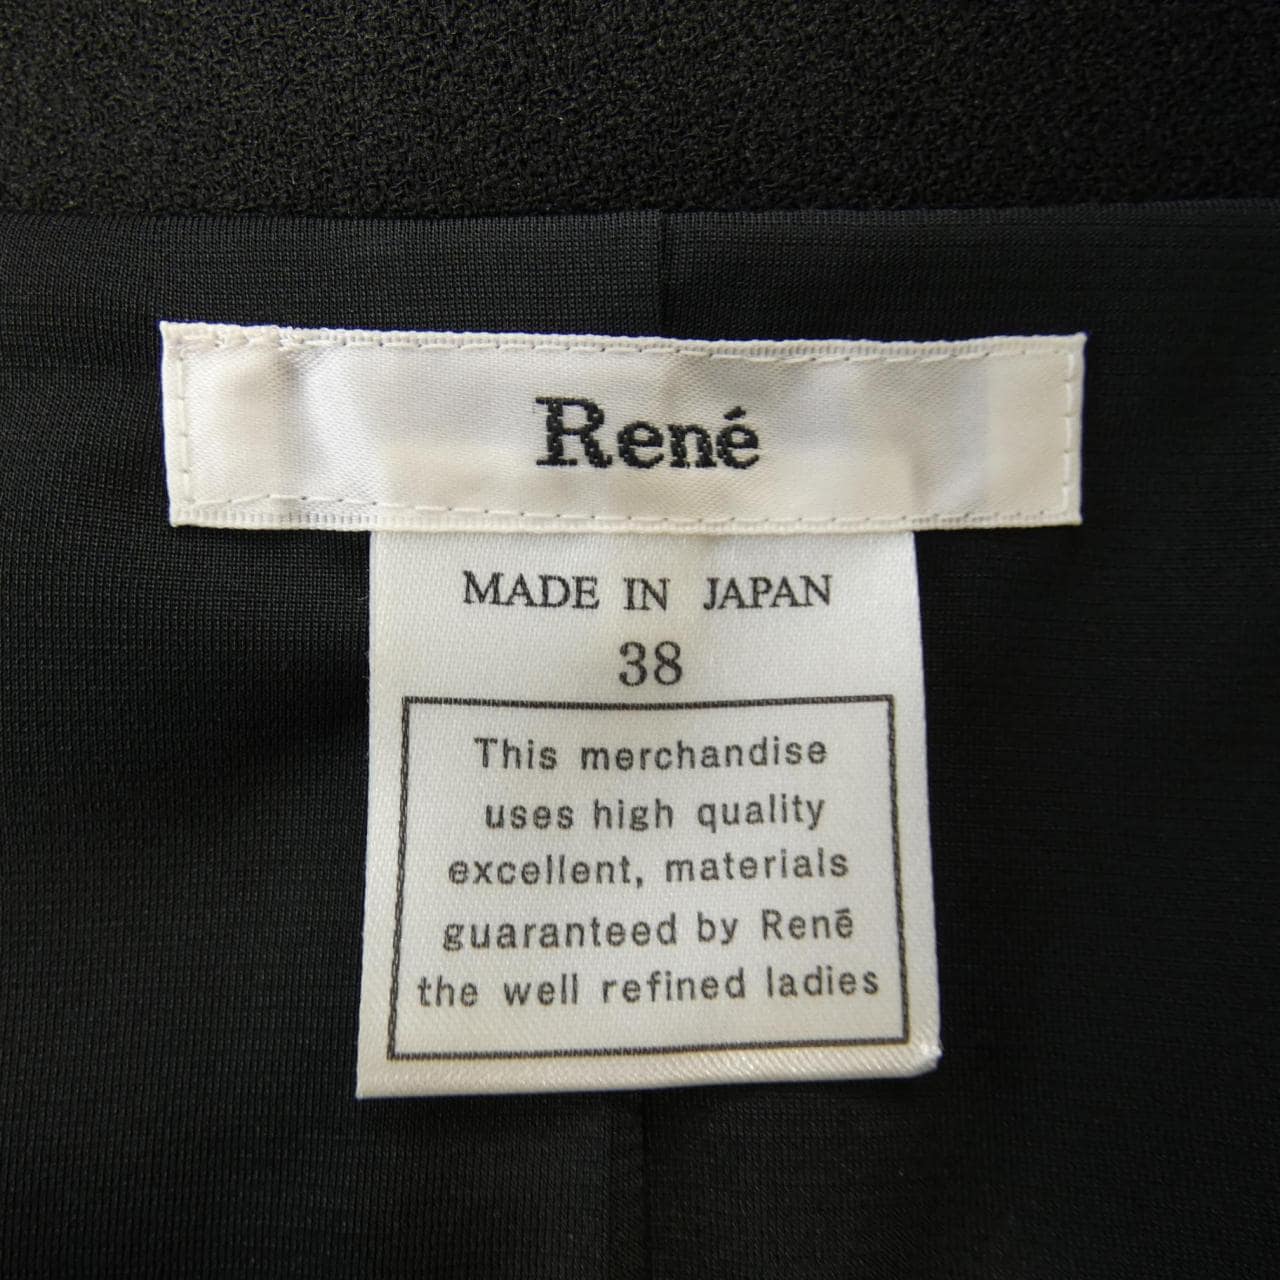 René
MADE IN JAPAN
38
This merchandise
uses high quality
excellent, materials
guaranteed by René
the well refined ladies